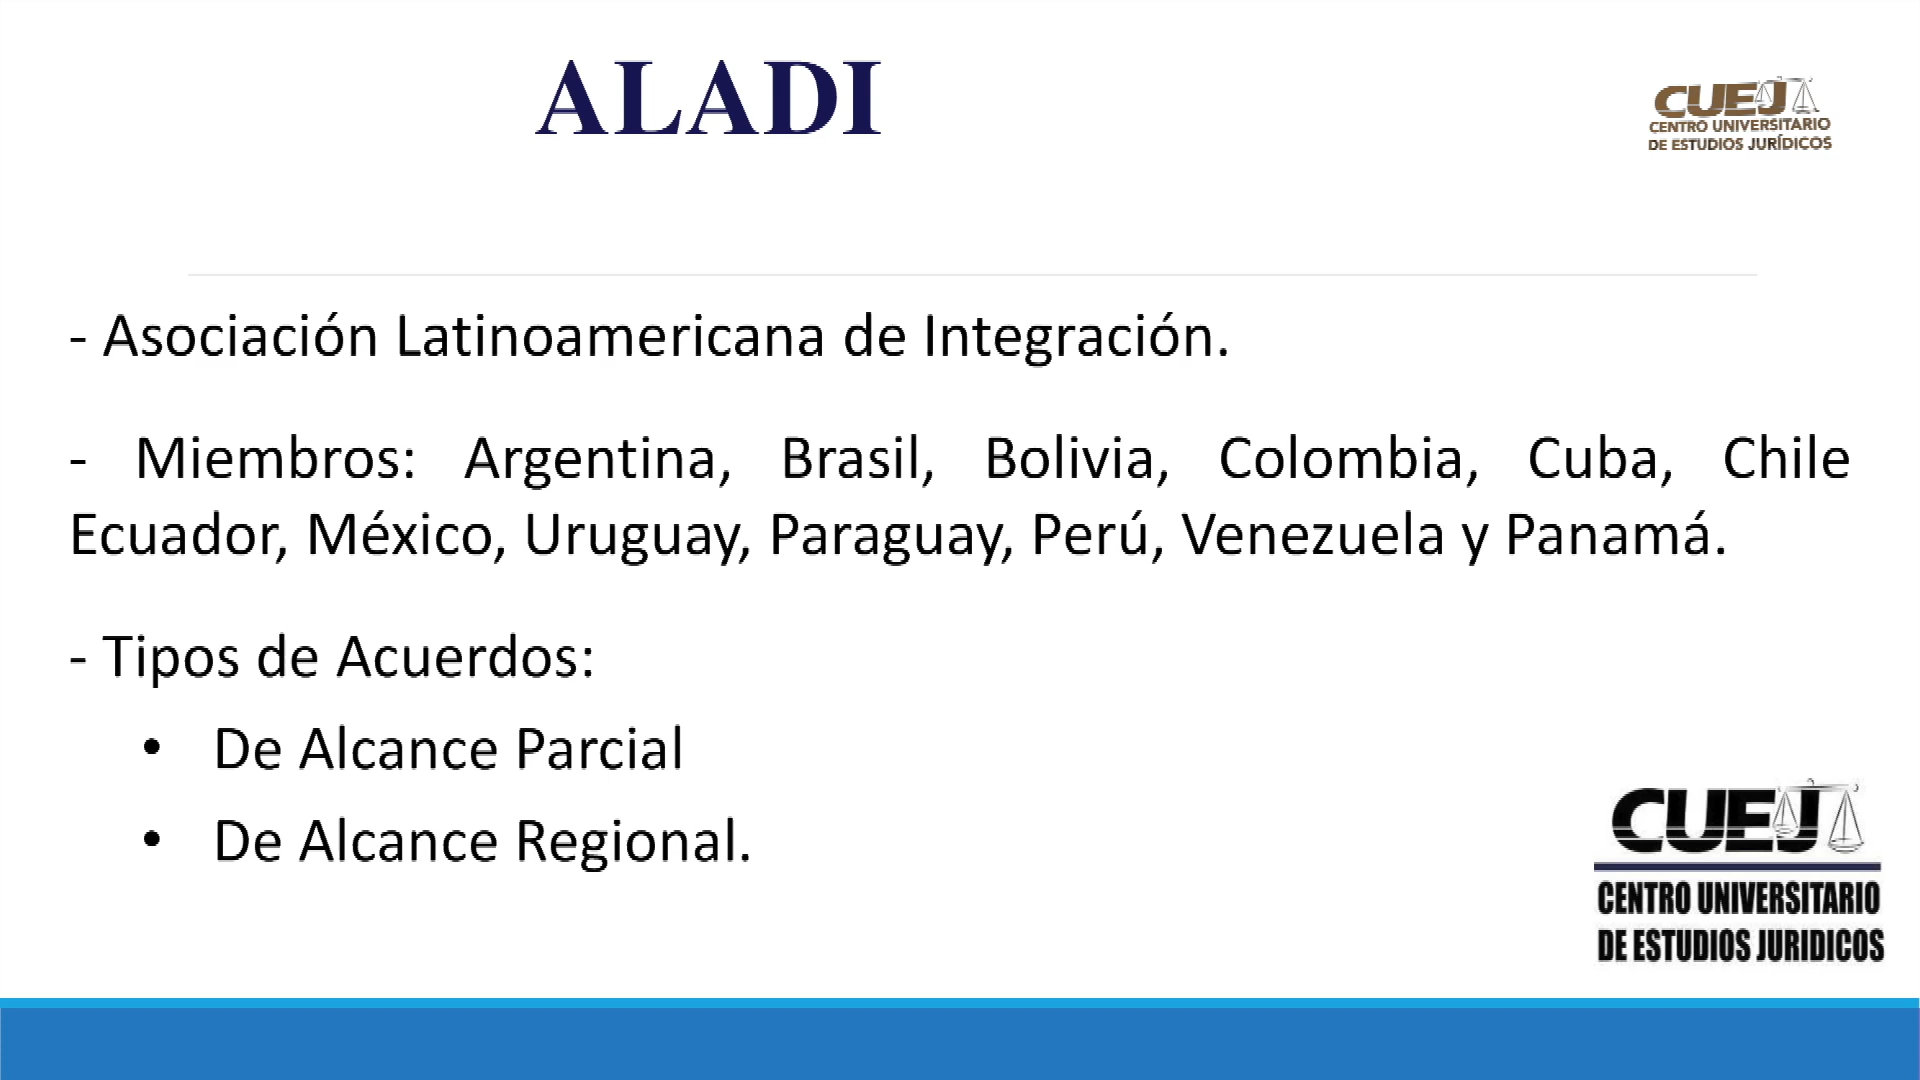 ALADI
CUEJ
CENTRO UNIVERSITARIO
DE ESTUDIOS JURÍDICOS
- Asociación Latinoamericana de Integración.
- Miembros: Argentina, Brasil, Bolivia, Colombia, Cuba, Chile
Ecuador, México, Uruguay, Paraguay, Perú, Venezuela y Panamá.
- Tipos de Acuerdos:
• De Alcance Parcial
• De Alcance Regional.
CUEJ
CENTRO UNIVERSITARIO
DE ESTUDIOS JURIDICOS